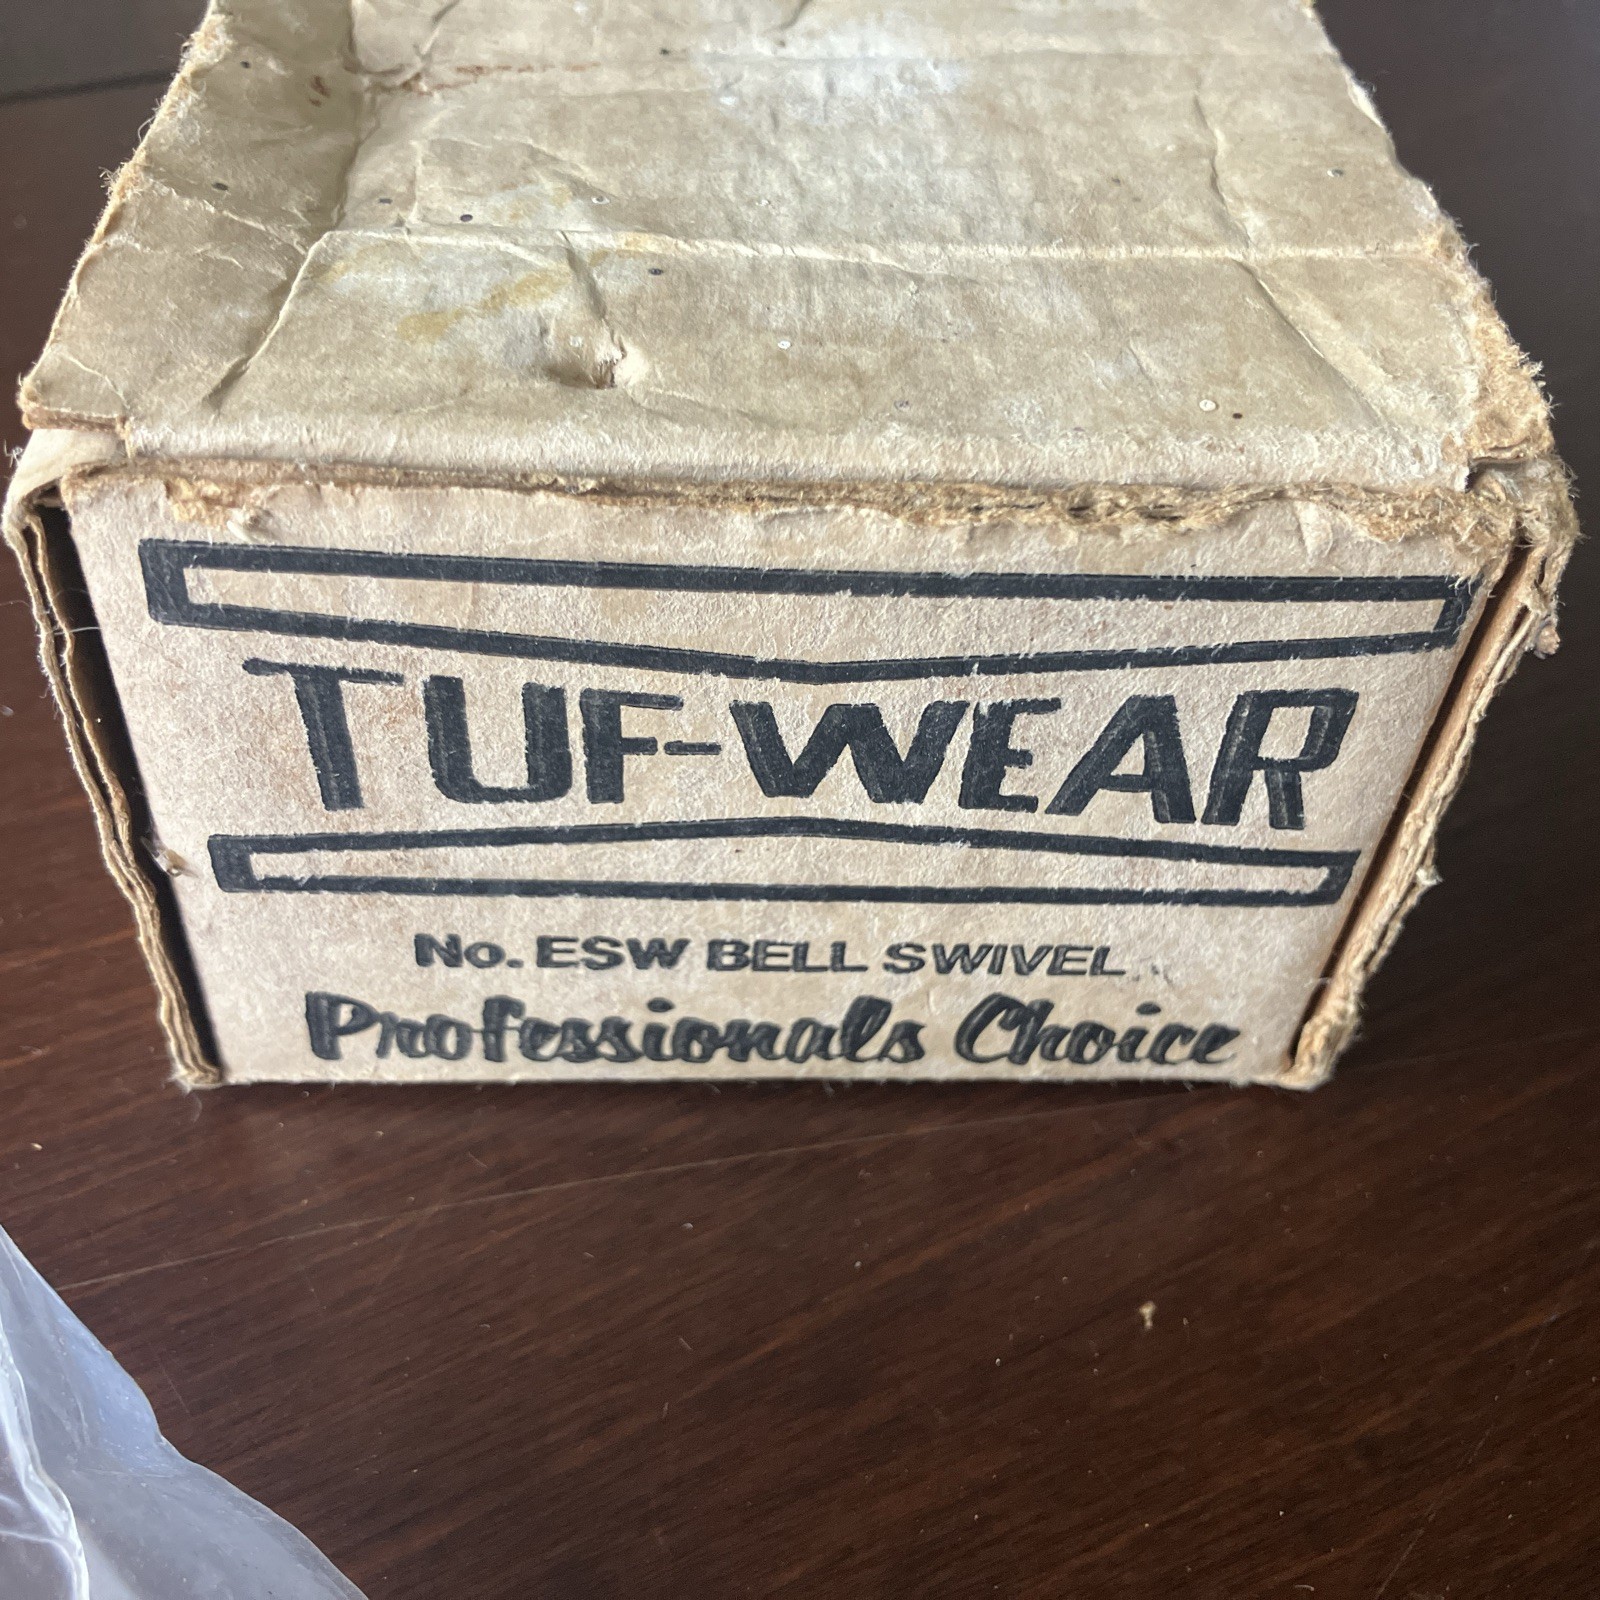 TUF-WEAR
No. ESW BELL SWIVEL
Professionals Choice